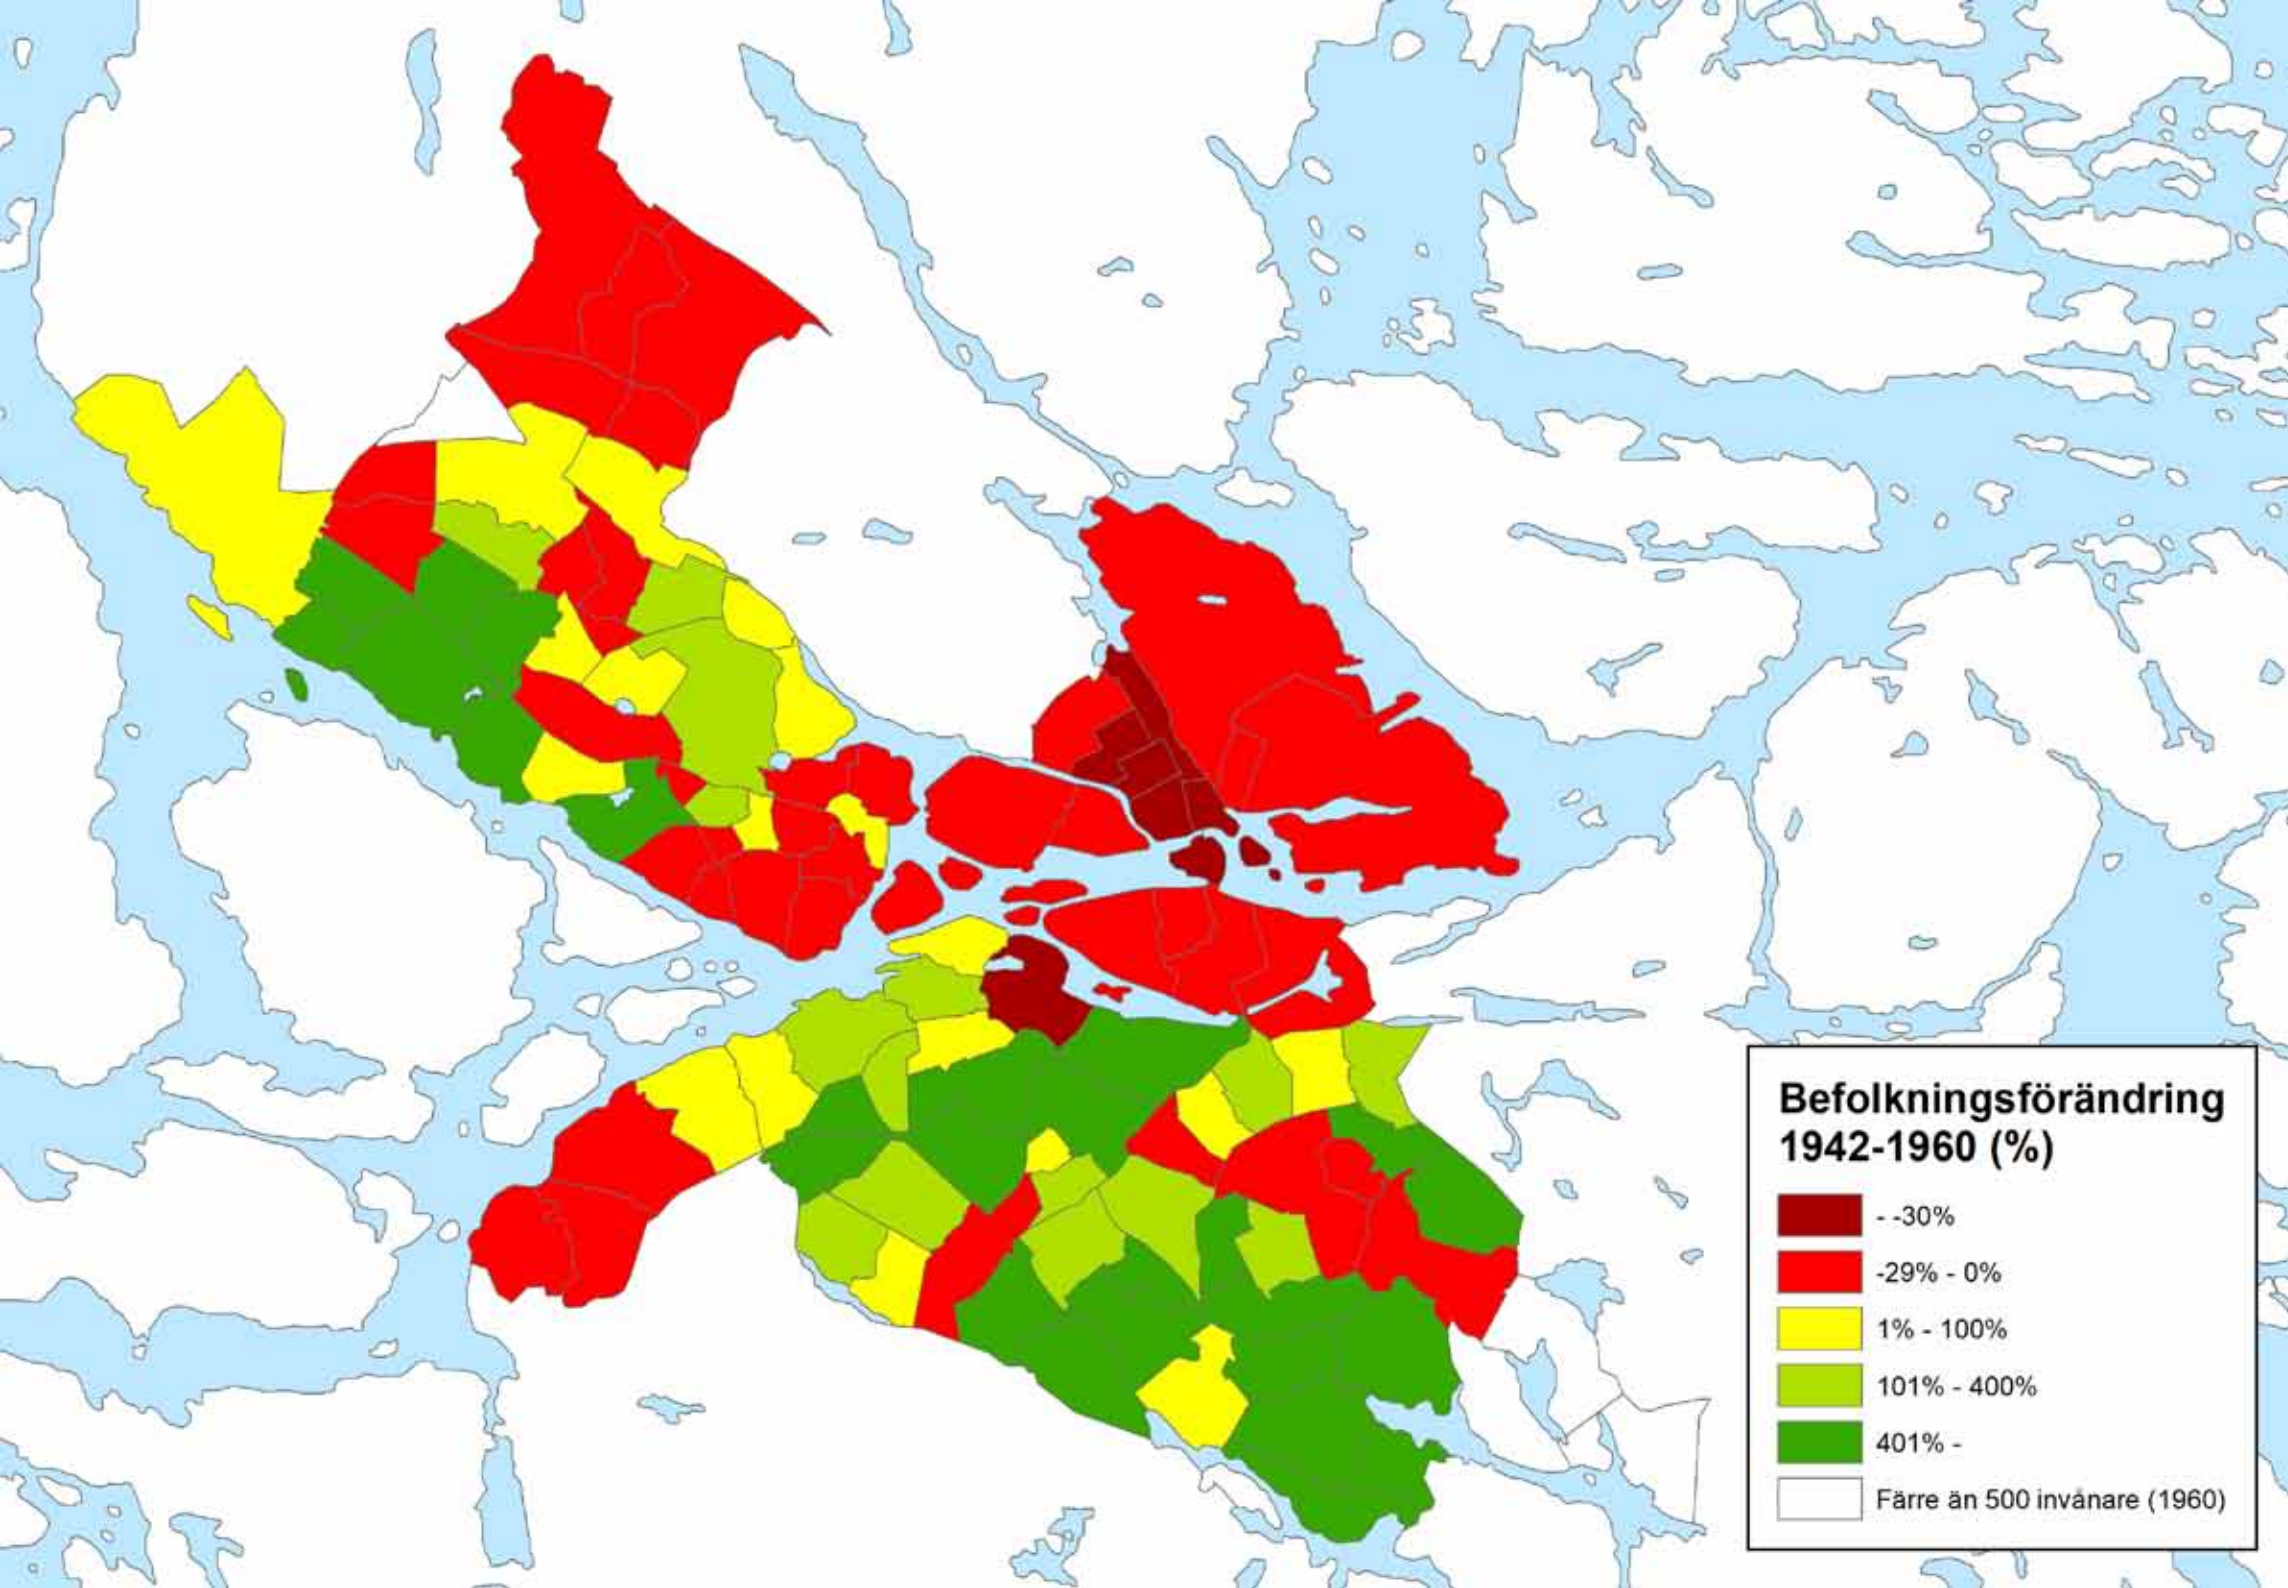 Befolkningsförändring
1942-1960 (%)
- -30%
-29% - 0%
1% - 100%
101% - 400%
401% -
Färre än 500 invånare (1960)